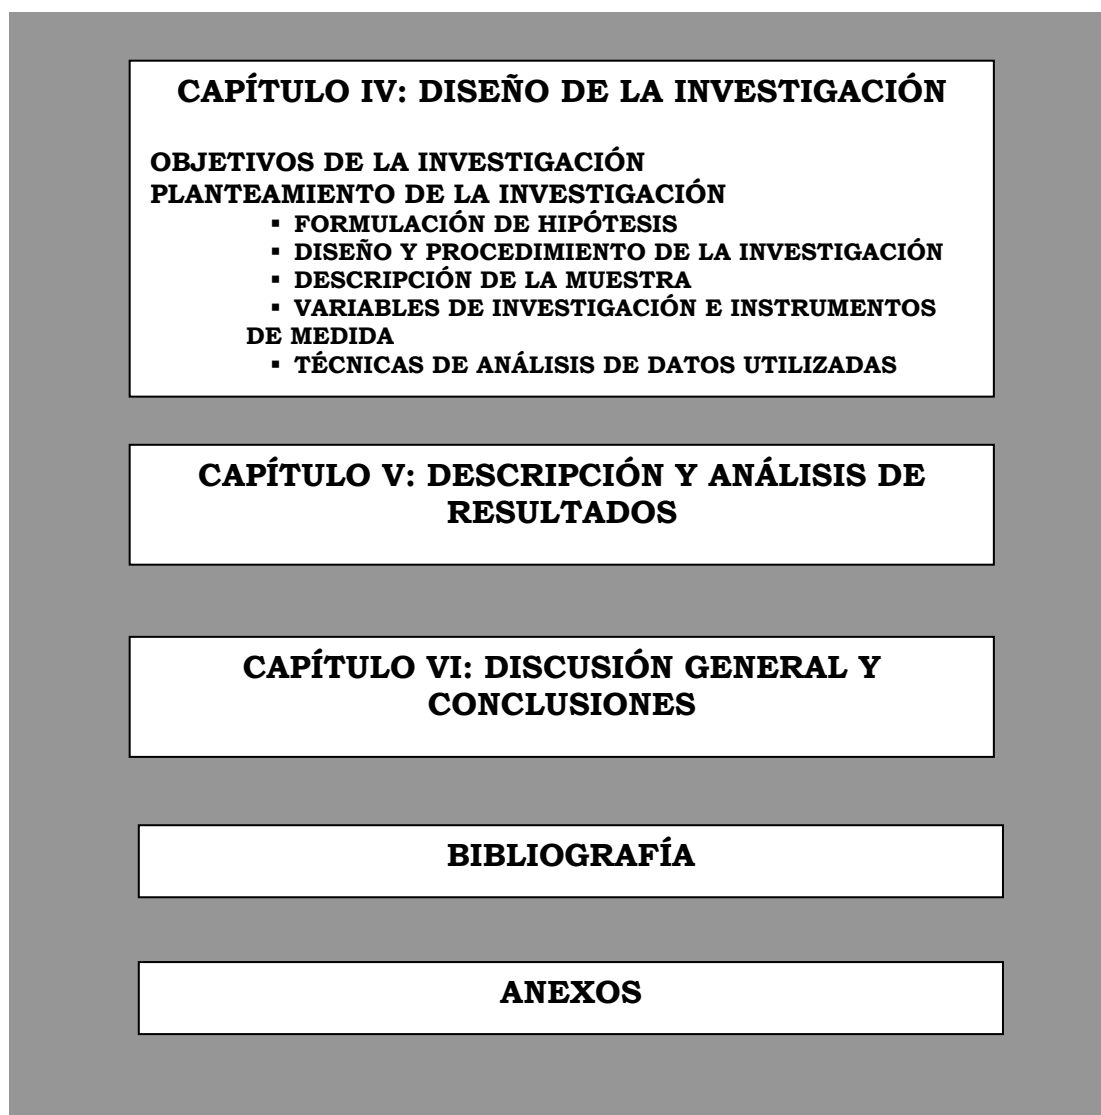 CAPÍTULO IV: DISEÑO DE LA INVESTIGACIÓN
OBJETIVOS DE LA INVESTIGACIÓN
PLANTEAMIENTO DE LA INVESTIGACIÓN
▪ FORMULACIÓN DE HIPÓTESIS
▪ DISEÑO Y PROCEDIMIENTO DE LA INVESTIGACIÓN
▪ DESCRIPCIÓN DE LA MUESTRA
▪ VARIABLES DE INVESTIGACIÓN E INSTRUMENTOS
DE MEDIDA
▪ TÉCNICAS DE ANÁLISIS DE DATOS UTILIZADAS
CAPÍTULO V: DESCRIPCIÓN Y ANÁLISIS DE
RESULTADOS
CAPÍTULO VI: DISCUSIÓN GENERAL Y
CONCLUSIONES
BIBLIOGRAFÍA
ANEXOS